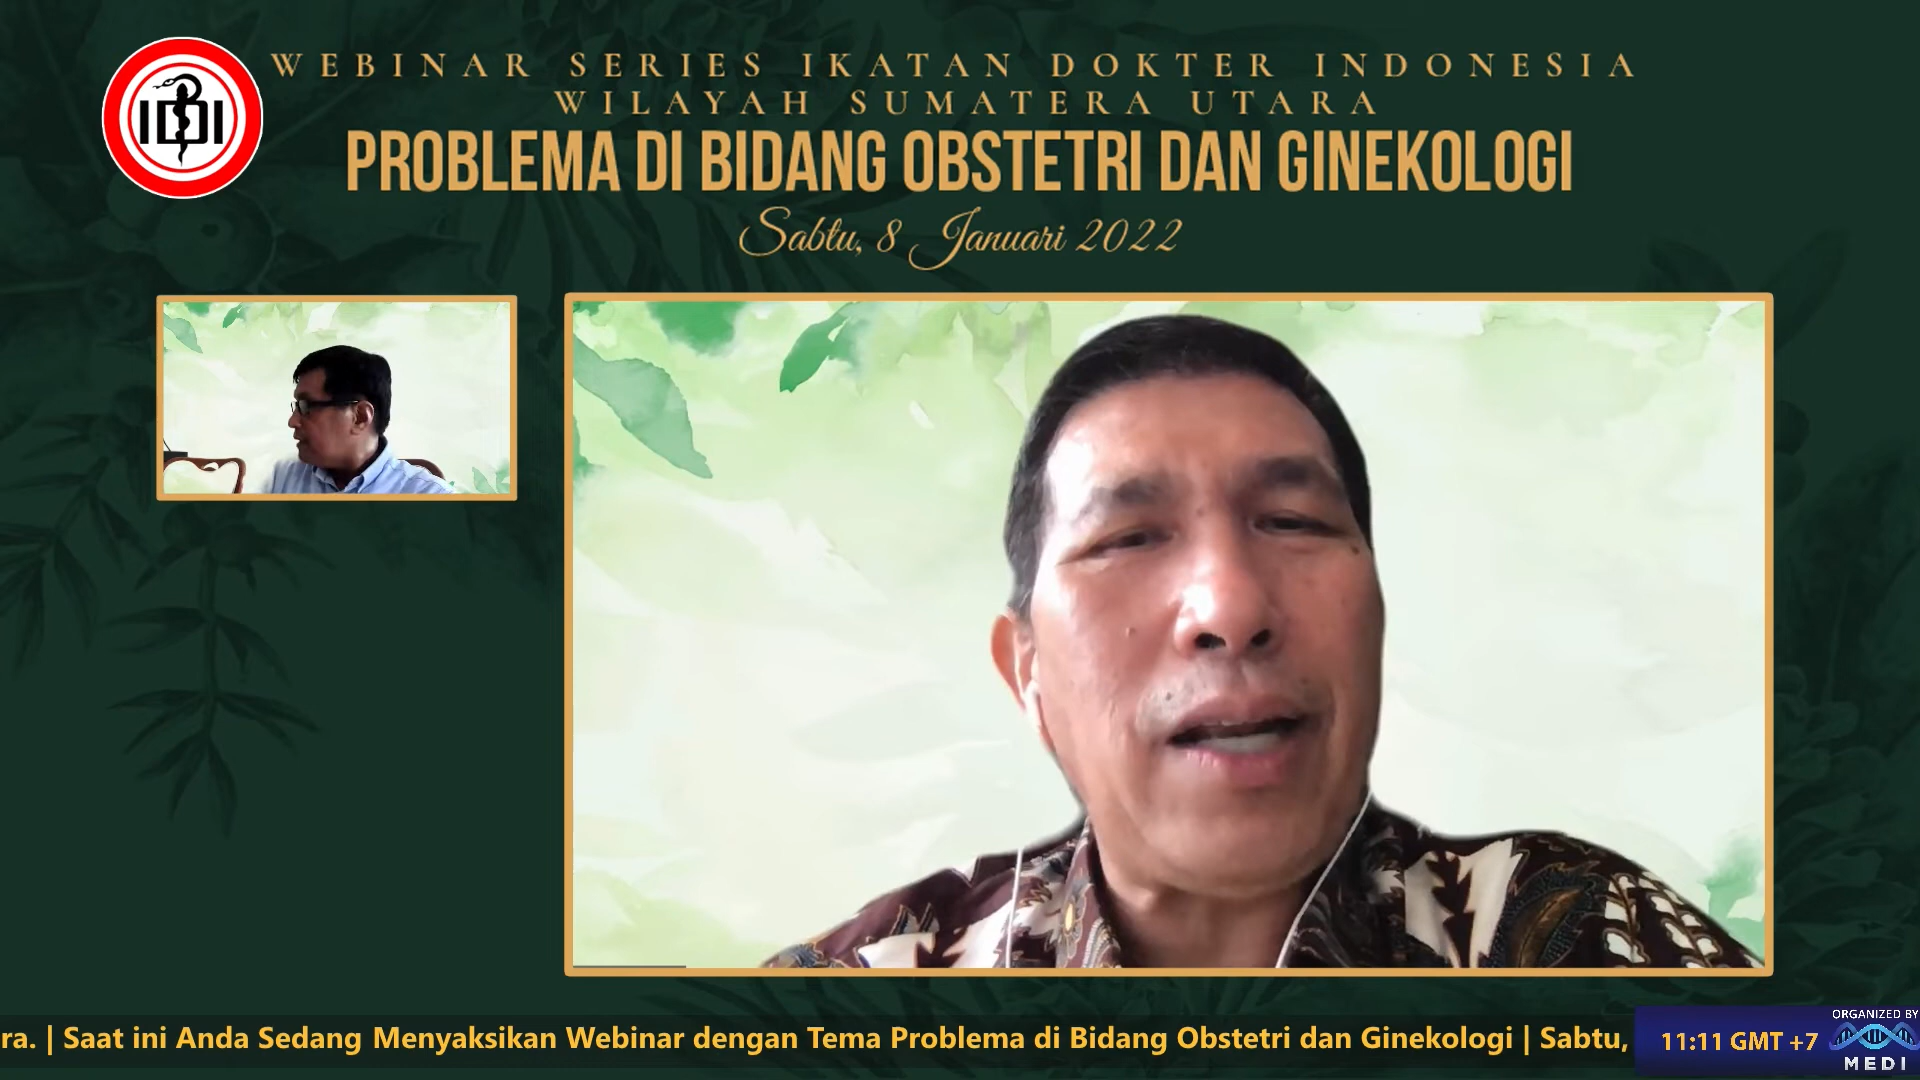 IDI
WEBINAR SERIES IKATAN DOKTER INDONESIA
WILAYAH SUMATERA UTARA
PROBLEMA DI BIDANG OBSTETRI DAN GINEKOLOGI
Sabtu, 8 Januari 2022
ra. | Saat ini Anda Sedang Menyaksikan Webinar dengan Tema Problema di Bidang Obstetri dan Ginekologi | Sabtu,
11:11 GMT +7
ORGANIZED BY
MEDI